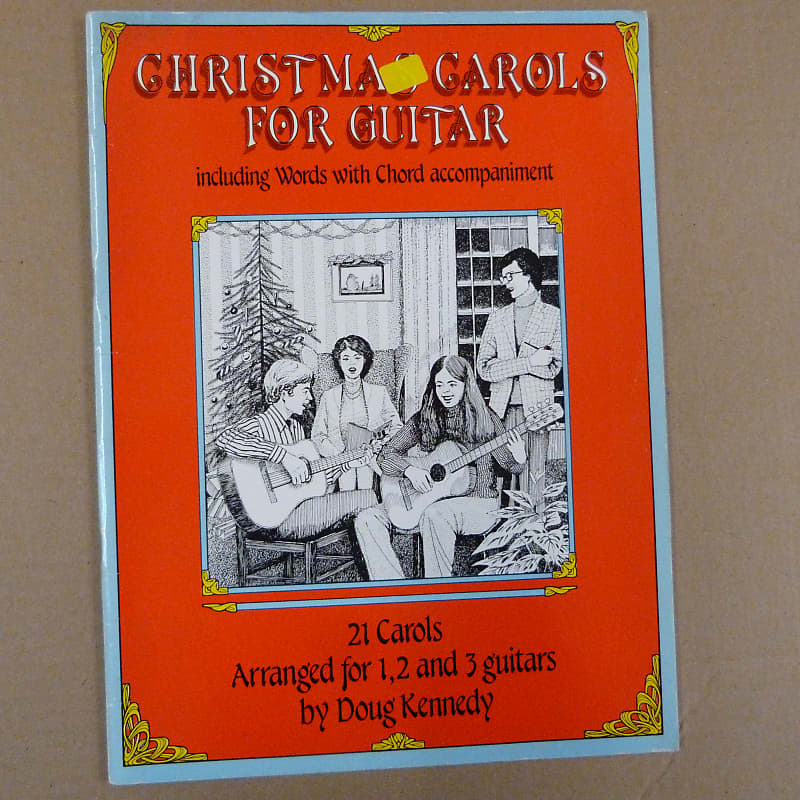 CHRISTMAS CAROLS
FOR GUITAR
including Words with Chord accompaniment
21 Carols
Arranged for 1, 2 and 3 guitars
by Doug Kennedy